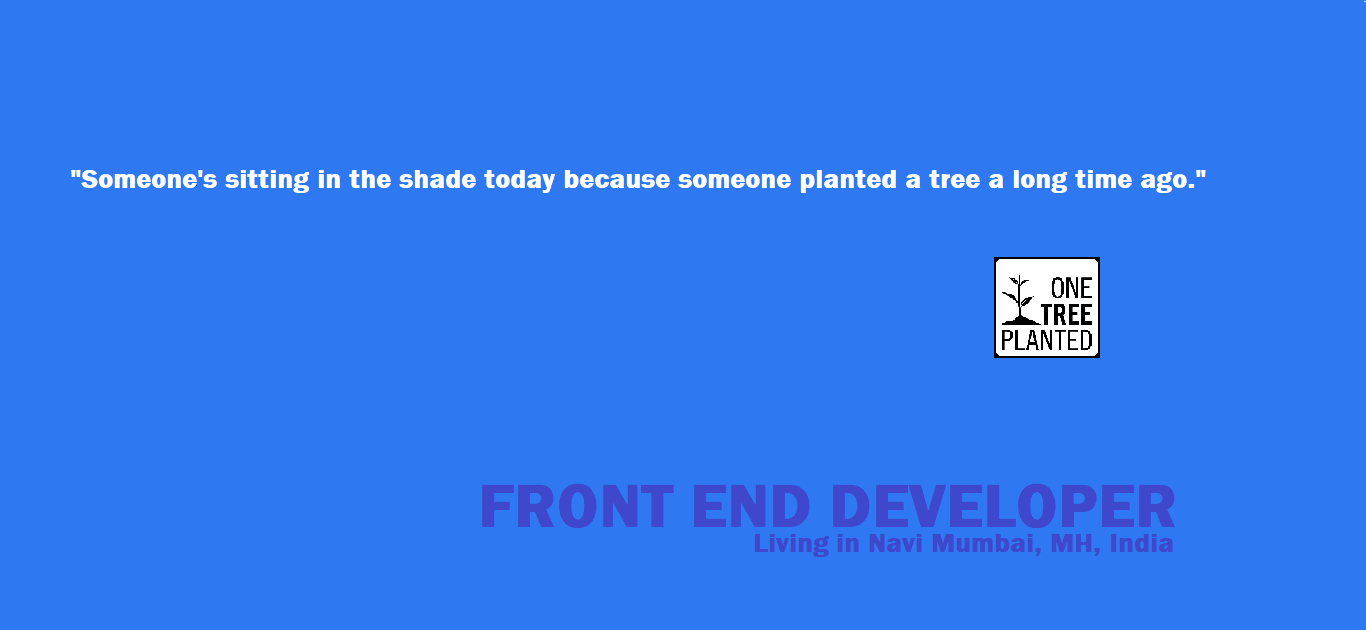 "Someone's sitting in the shade today because someone planted a tree a long time ago."
ONE
TREE
PLANTED
FRONT END DEVELOPER
Living in Navi Mumbai, MH, India